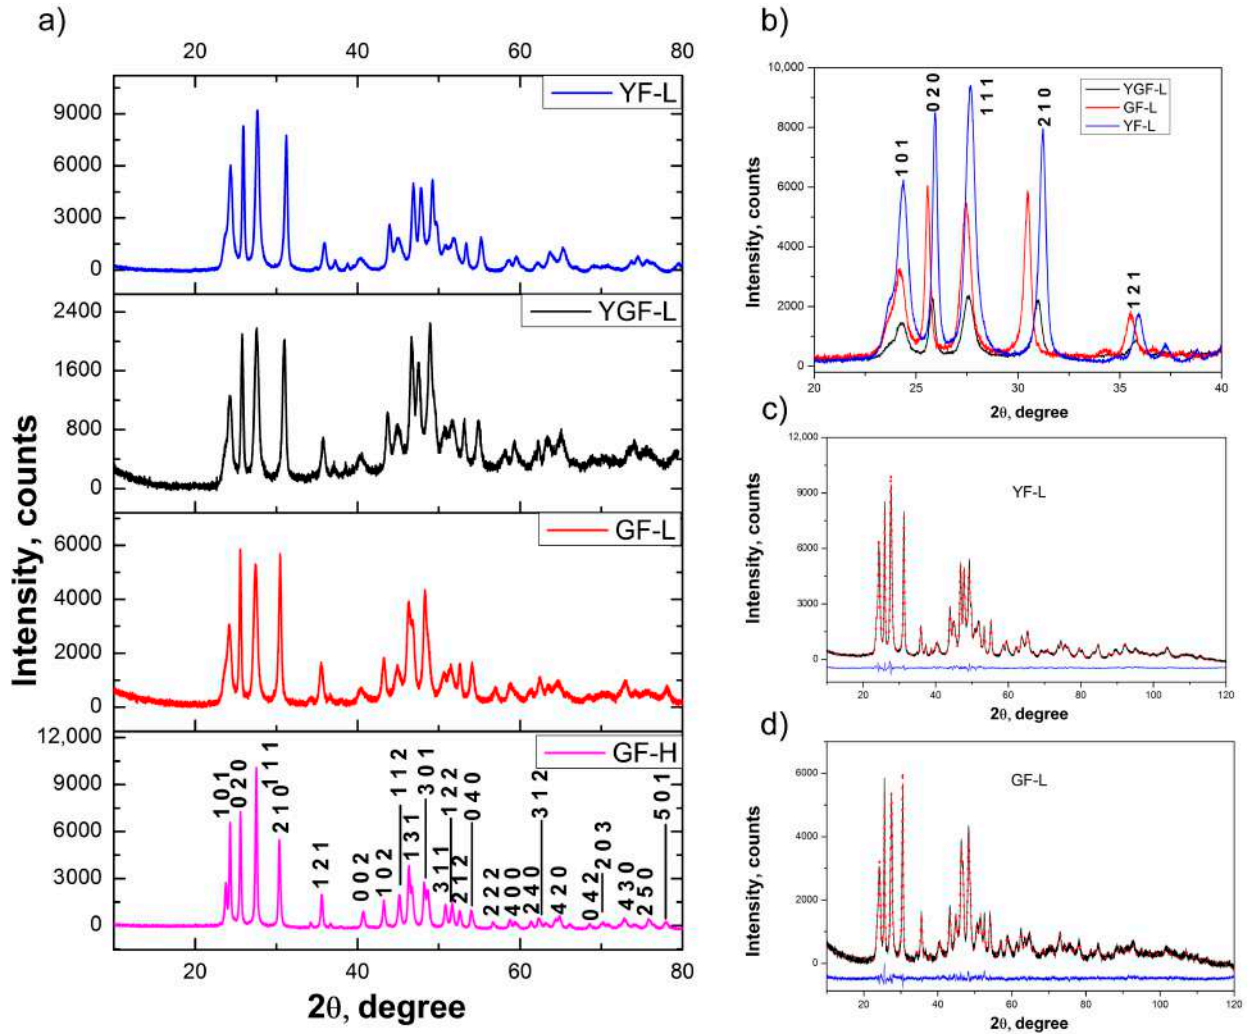 a)
20 40 60 80
YF-L
9000
6000
3000
0
YGF-L
2400
1600
800
0
GF-L
6000
4000
2000
0
GF-H
12,000
9000
6000
3000
0
1 0 1
0 2 0
1 1 1
2 1 0
1 2 1
0 0 2
1 0 2
1 1 2
1 3 1
3 0 1
3 1 1
1 2 2
2 1 2
0 4 0
2 2 2
4 0 0
2 4 0
3 1 2
4 2 0
0 4 2
2 0 3
4 3 0
2 5 0
5 0 1
20 40 60 80
2θ, degree
Intensity, counts
b)
10,000
8000
6000
4000
2000
0
YGF-L
GF-L
YF-L
1 0 1
0 2 0
1 1 1
2 1 0
1 2 1
20 25 30 35 40
2θ, degree
Intensity, counts
c)
12,000
9000
6000
3000
0
YF-L
20 40 60 80 100 120
2θ, degree
Intensity, counts
d)
6000
4000
2000
0
GF-L
20 40 60 80 100 120
2θ, degree
Intensity, counts